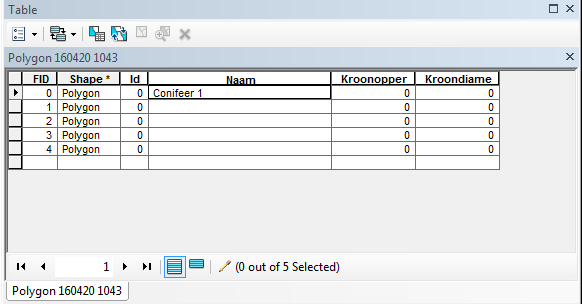 Table
Polygon 160420 1043
FID Shape * Id Naam Kroonopper Kroondiame
0 Polygon 0 Conifeer 1 0 0
1 Polygon 0 0 0
2 Polygon 0 0 0
3 Polygon 0 0 0
4 Polygon 0 0 0
1 (0 out of 5 Selected)
Polygon 160420 1043